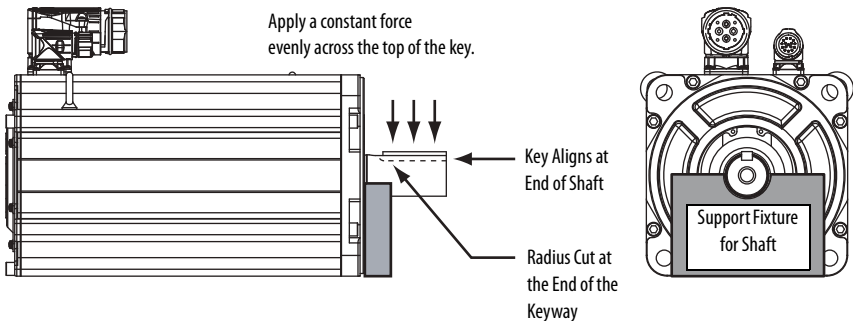 Apply a constant force
evenly across the top of the key.
Key Aligns at
End of Shaft
Radius Cut at
the End of the
Keyway
Support Fixture
for Shaft